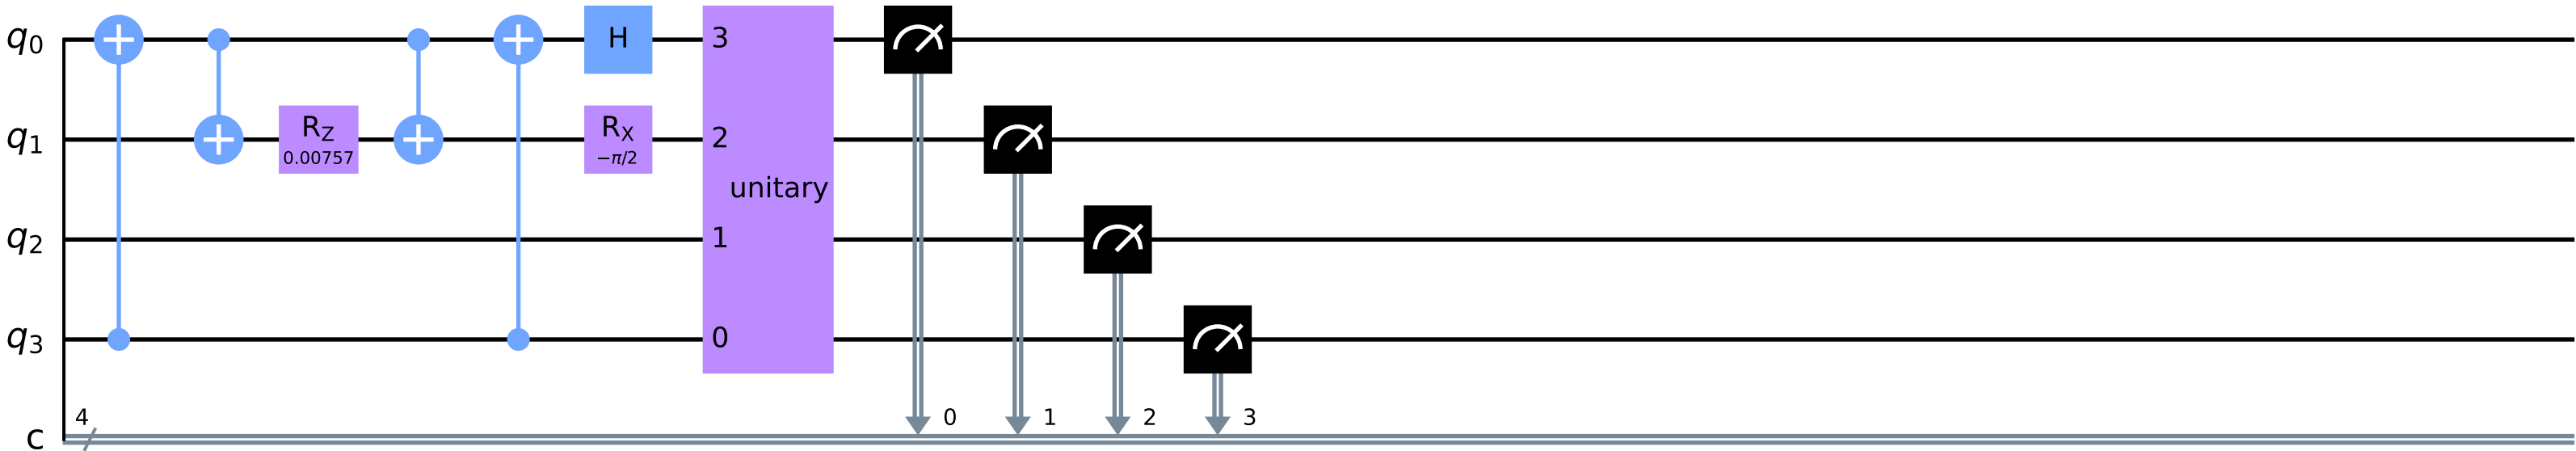 q0 H 3
q1 RZ 0.00757 RX −π/2 2
unitary
q2 1
q3 0
c 4 0 1 2 3